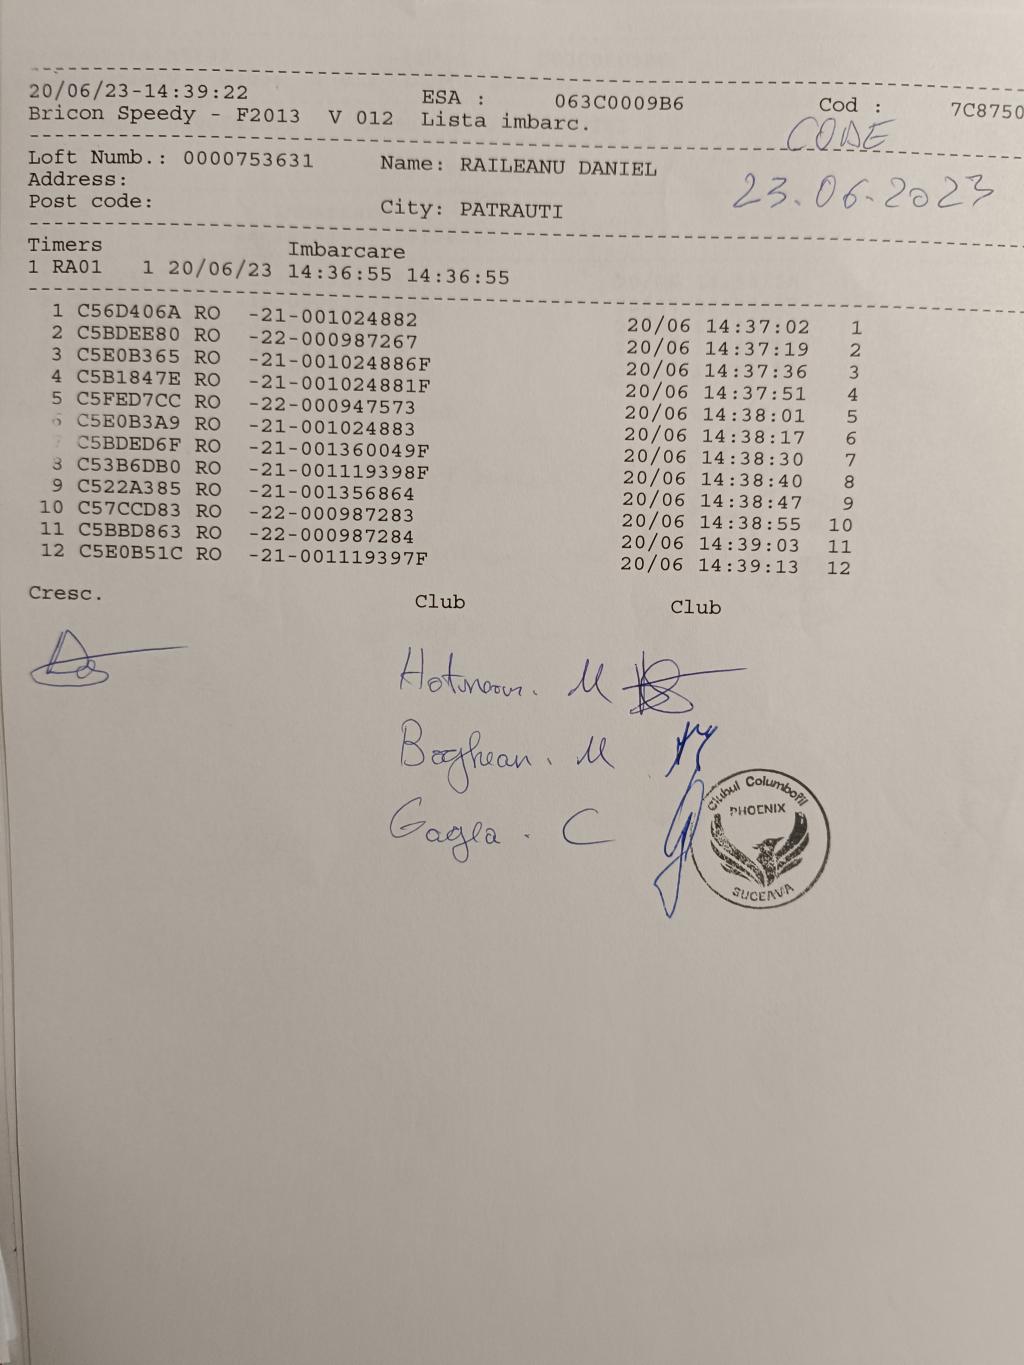 20/06/23-14:39:22 ESA : 063C0009B6 Cod : 7C8750
Bricon Speedy - F2013 V 012 Lista imbarc.
CODE
Loft Numb.: 0000753631 Name: RAILEANU DANIEL
23.06.2023
Address:
Post code: City: PATRAUTI
Timers Imbarcare
1 RA01 1 20/06/23 14:36:55 14:36:55
1 C56D406A RO -21-001024882 20/06 14:37:02 1
2 C5BDEE80 RO -22-000987267 20/06 14:37:19 2
3 C5E0B365 RO -21-001024886F 20/06 14:37:36 3
4 C5B1847E RO -21-001024881F 20/06 14:37:51 4
5 C5FED7CC RO -22-000947573 20/06 14:38:01 5
6 C5E0B3A9 RO -21-001024883 20/06 14:38:17 6
7 C5BDED6F RO -21-001360049F 20/06 14:38:30 7
8 C53B6DB0 RO -21-001119398F 20/06 14:38:40 8
9 C522A385 RO -21-001356864 20/06 14:38:47 9
10 C57CCD83 RO -22-000987283 20/06 14:38:55 10
11 C5BBD863 RO -22-000987284 20/06 14:39:03 11
12 C5E0B51C RO -21-001119397F 20/06 14:39:13 12
Cresc. Club Club
M
Boghean. M
Gagea. C
Clubul Columbofil
PHOENIX
SUCEAVA